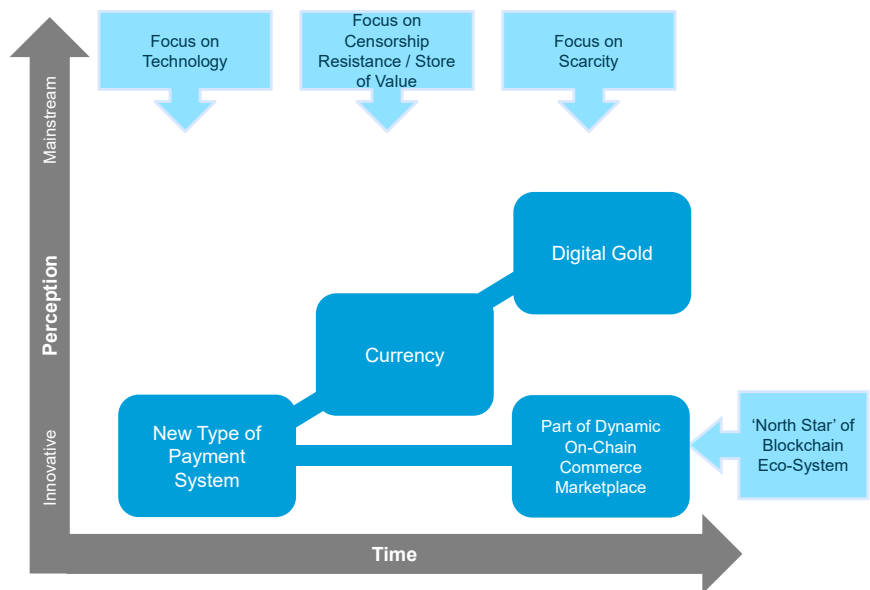 Focus on
Technology
Focus on
Censorship
Resistance / Store
of Value
Focus on
Scarcity
Mainstream
Perception
Innovative
Digital Gold
Currency
New Type of
Payment
System
Part of Dynamic
On-Chain
Commerce
Marketplace
‘North Star’ of
Blockchain
Eco-System
Time